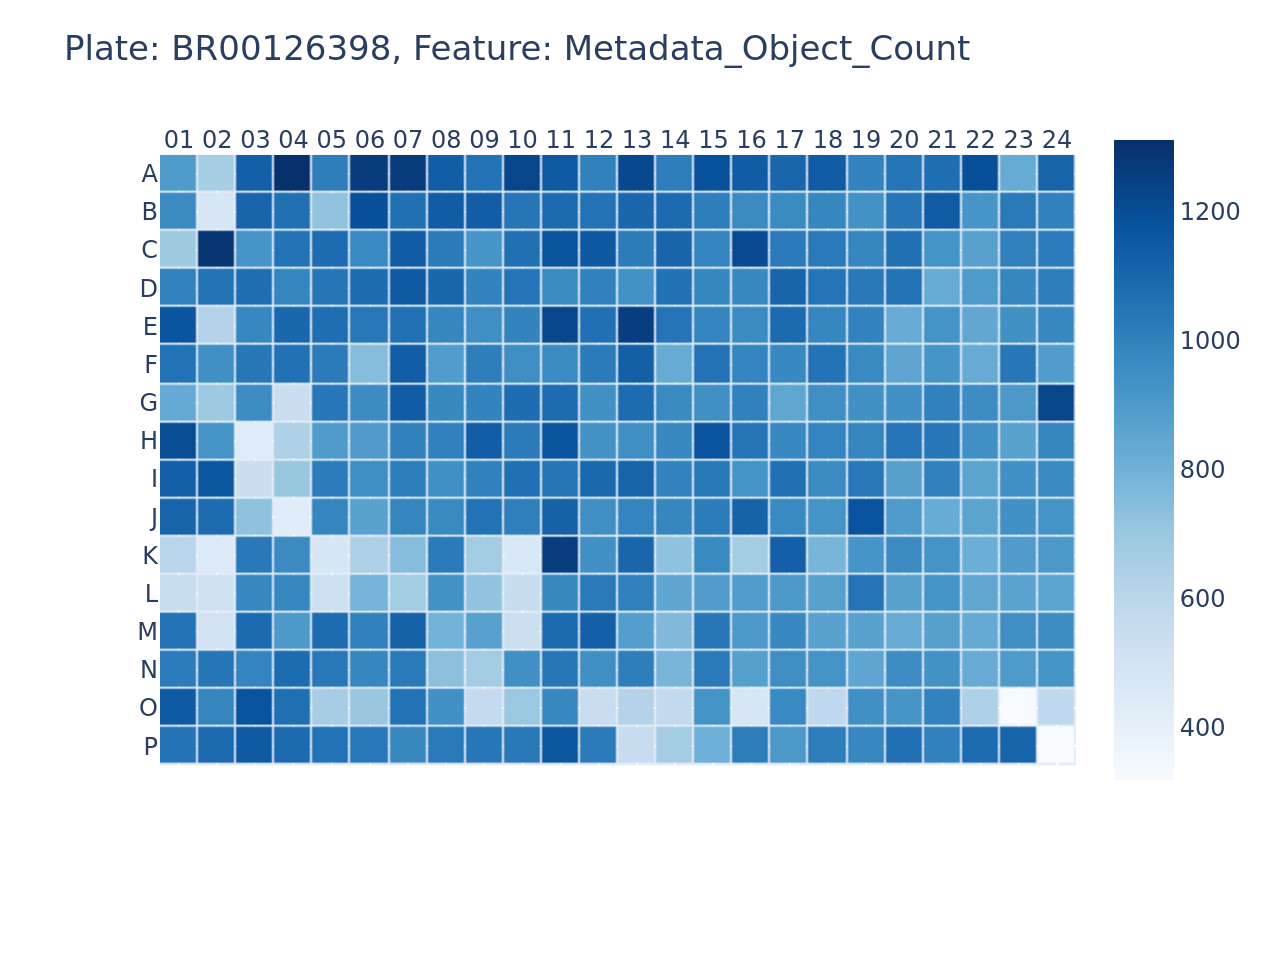 Plate: BR00126398, Feature: Metadata_Object_Count
01 02 03 04 05 06 07 08 09 10 11 12 13 14 15 16 17 18 19 20 21 22 23 24
A
B
1200
C
D
E
1000
F
G
H
I
800
J
K
L
600
M
N
O
400
P